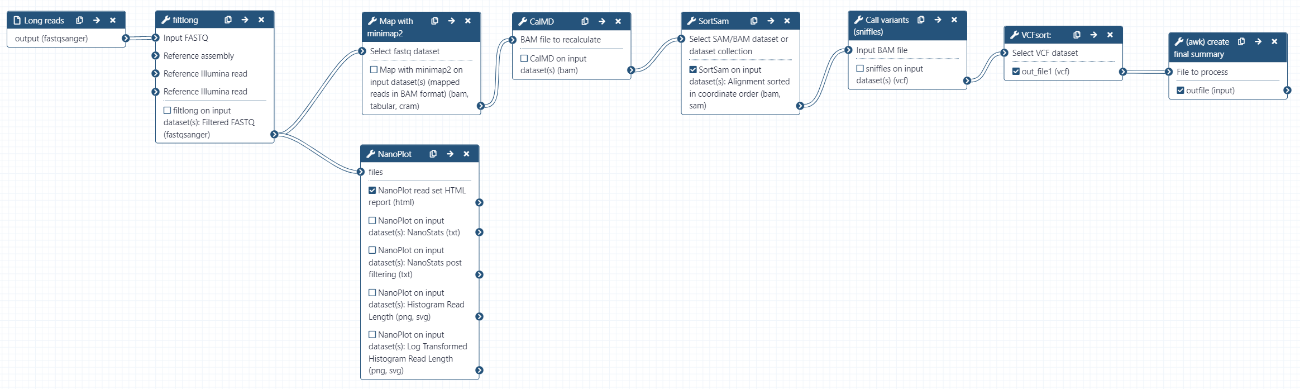 Long reads
output (fastqsanger)
filtlong
Input FASTQ
Reference assembly
Reference Illumina read
Reference Illumina read
filtlong on input
dataset(s): Filtered FASTQ
(fastqsanger)
Map with
minimap2
Select fastq dataset
Map with minimap2 on
input dataset(s) (mapped
reads in BAM format) (bam,
tabular, cram)
NanoPlot
files
NanoPlot read set HTML
report (html)
NanoPlot on input
dataset(s): NanoStats (txt)
NanoPlot on input
dataset(s): NanoStats post
filtering (txt)
NanoPlot on input
dataset(s): Histogram Read
Length (png, svg)
NanoPlot on input
dataset(s): Log Transformed
Histogram Read Length
(png, svg)
CalMD
BAM file to recalculate
CalMD on input
dataset(s) (bam)
SortSam
Select SAM/BAM dataset or
dataset collection
SortSam on input
dataset(s): Alignment sorted
in coordinate order (bam,
sam)
Call variants
(sniffles)
Input BAM file
sniffles on input
dataset(s) (vcf)
VCFsort:
Select VCF dataset
out_file1 (vcf)
(awk) create
final summary
File to process
outfile (input)